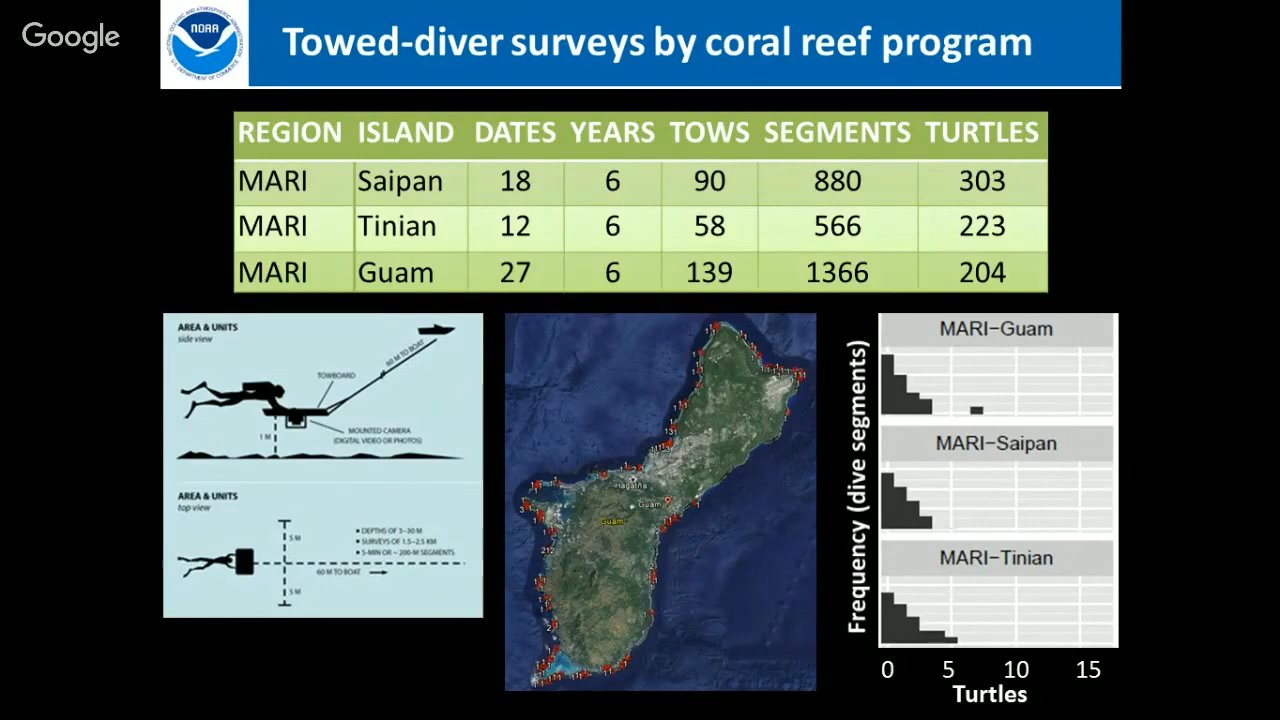 Google
NOAA
Towed-diver surveys by coral reef program
REGION ISLAND DATES YEARS TOWS SEGMENTS TURTLES
MARI Saipan 18 6 90 880 303
MARI Tinian 12 6 58 566 223
MARI Guam 27 6 139 1366 204
AREA & UNITS
side view
60 M TO BOAT
TOWBOARD
MOUNTED CAMERA
(DIGITAL VIDEO OR PHOTOS)
1 M
AREA & UNITS
top view
5 M
▪ DEPTHS OF 3–30 M
▪ SURVEYS OF 1.5–2.5 KM
▪ 5-MIN OR ~ 200-M SEGMENTS
60 M TO BOAT
5 M
Hagatña
Guam
Guam
212
Frequency (dive segments)
MARI−Guam
MARI−Saipan
MARI−Tinian
0 5 10 15
Turtles